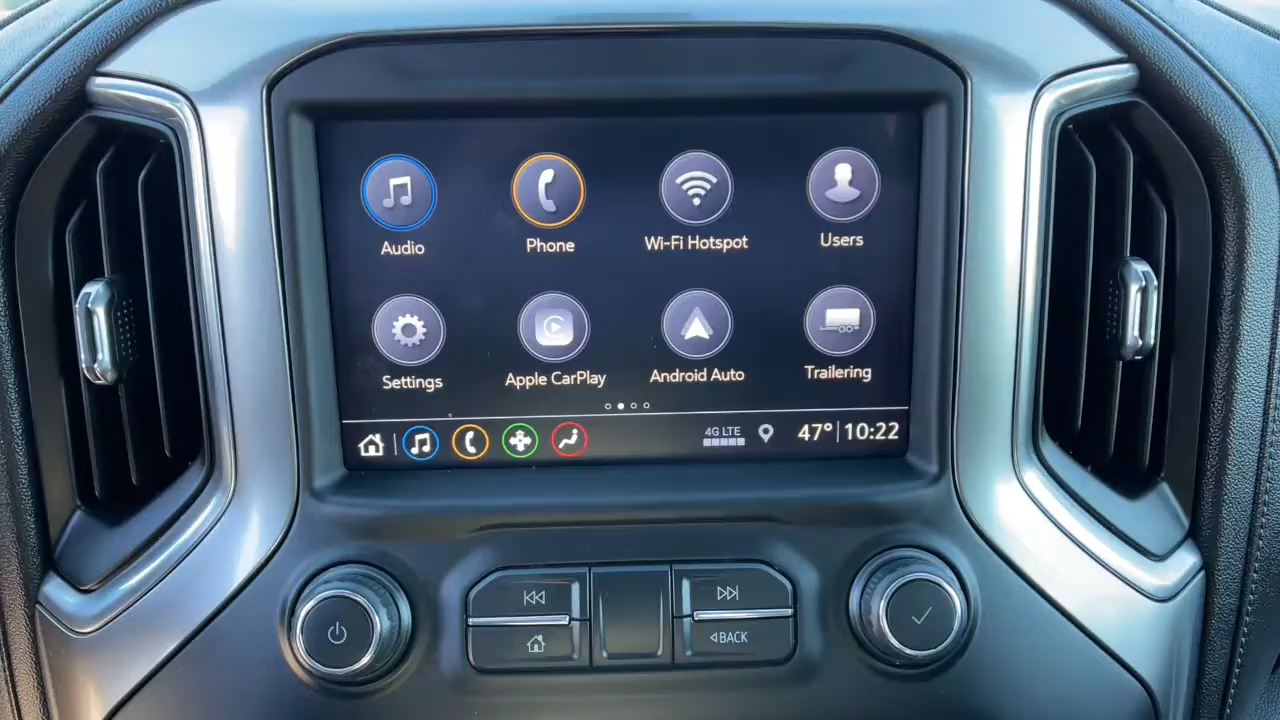 Audio
Phone
Wi-Fi Hotspot
Users
Settings
Apple CarPlay
Android Auto
Trailering
4G LTE
47° 10:22
BACK